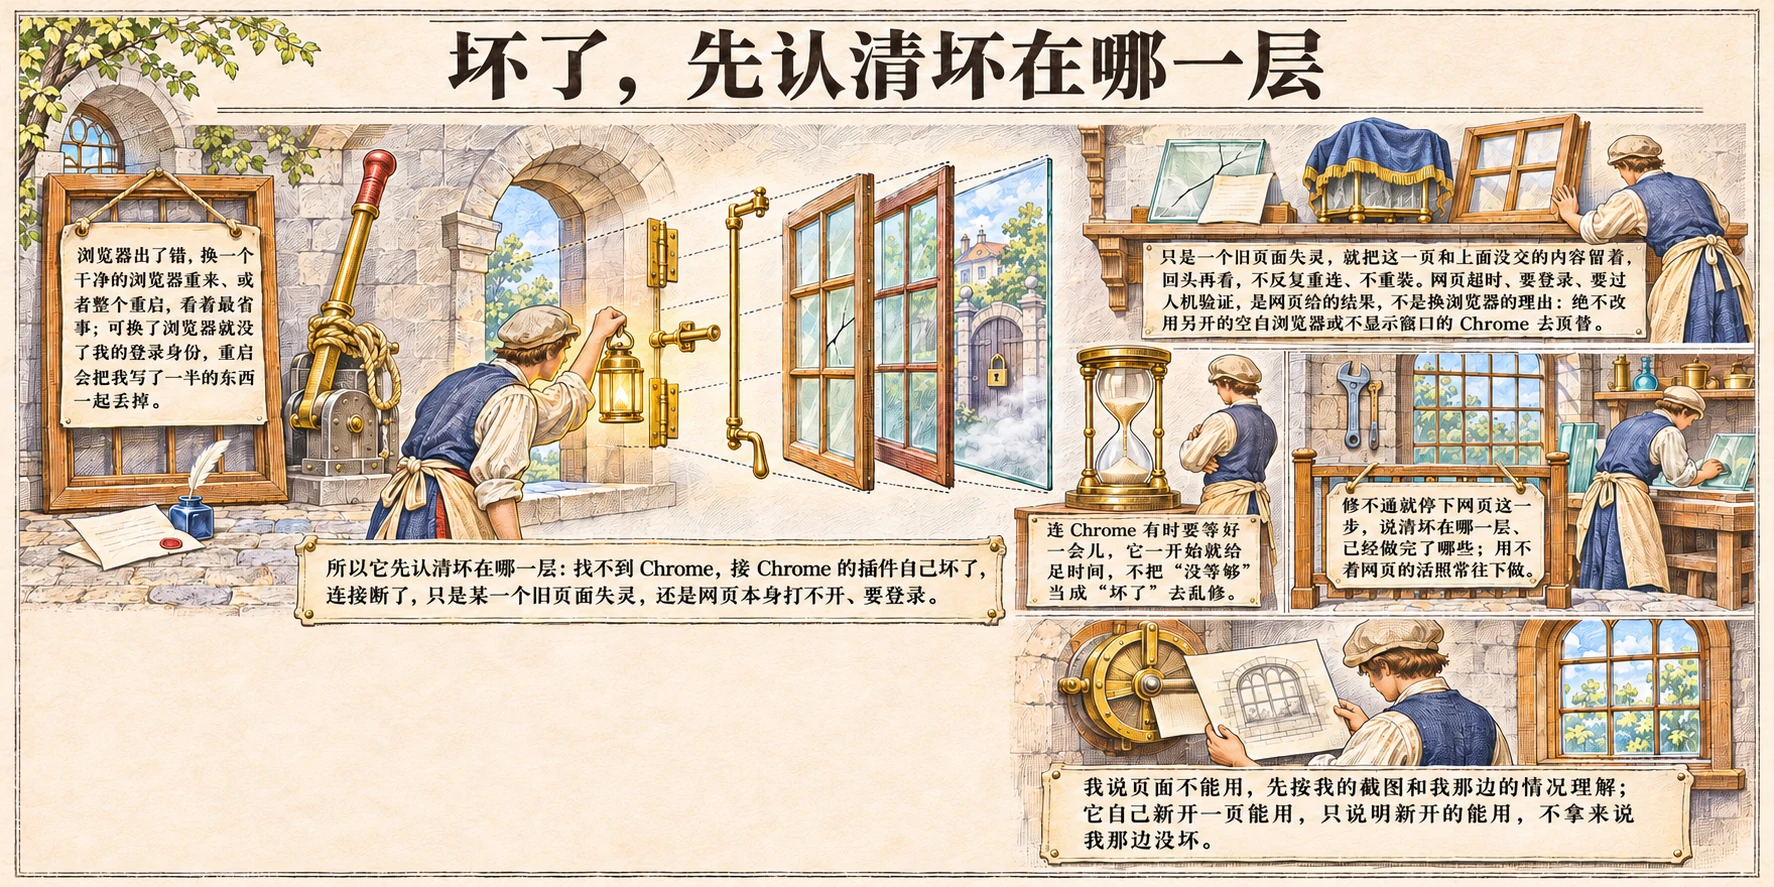 坏了，先认清坏在哪一层
浏览器出了错，换一个
干净的浏览器重来、或
者整个重启，看着最省
事；可换了浏览器就没
了我的登录身份，重启
会把我写了一半的东西
一起丢掉。
所以它先认清坏在哪一层：找不到 Chrome，接 Chrome 的插件自己坏了，
连接断了，只是某一个旧页面失灵，还是网页本身打不开、要登录。
只是一个旧页面失灵，就把这一页和上面没交的内容留着，
回头再看，不反复重连、不重装。网页超时、要登录、要过
人机验证，是网页给的结果，不是换浏览器的理出：绝不改
用另开的空白浏览器或不显示窗口的 Chrome 去顶替。
连 Chrome 有时要等好
一会儿，它一开始就给
足时间，不把“没等够”
当成“坏了”去乱修。
修不通就停下网页这一
步，说清坏在哪一层、
已经做完了哪些；用不
着网页的活照常往下做。
我说页面不能用，先按我的截图和我那边的情况理解；
它自己新开一页能用，只说明新开的能用，不拿来说
我那边没坏。